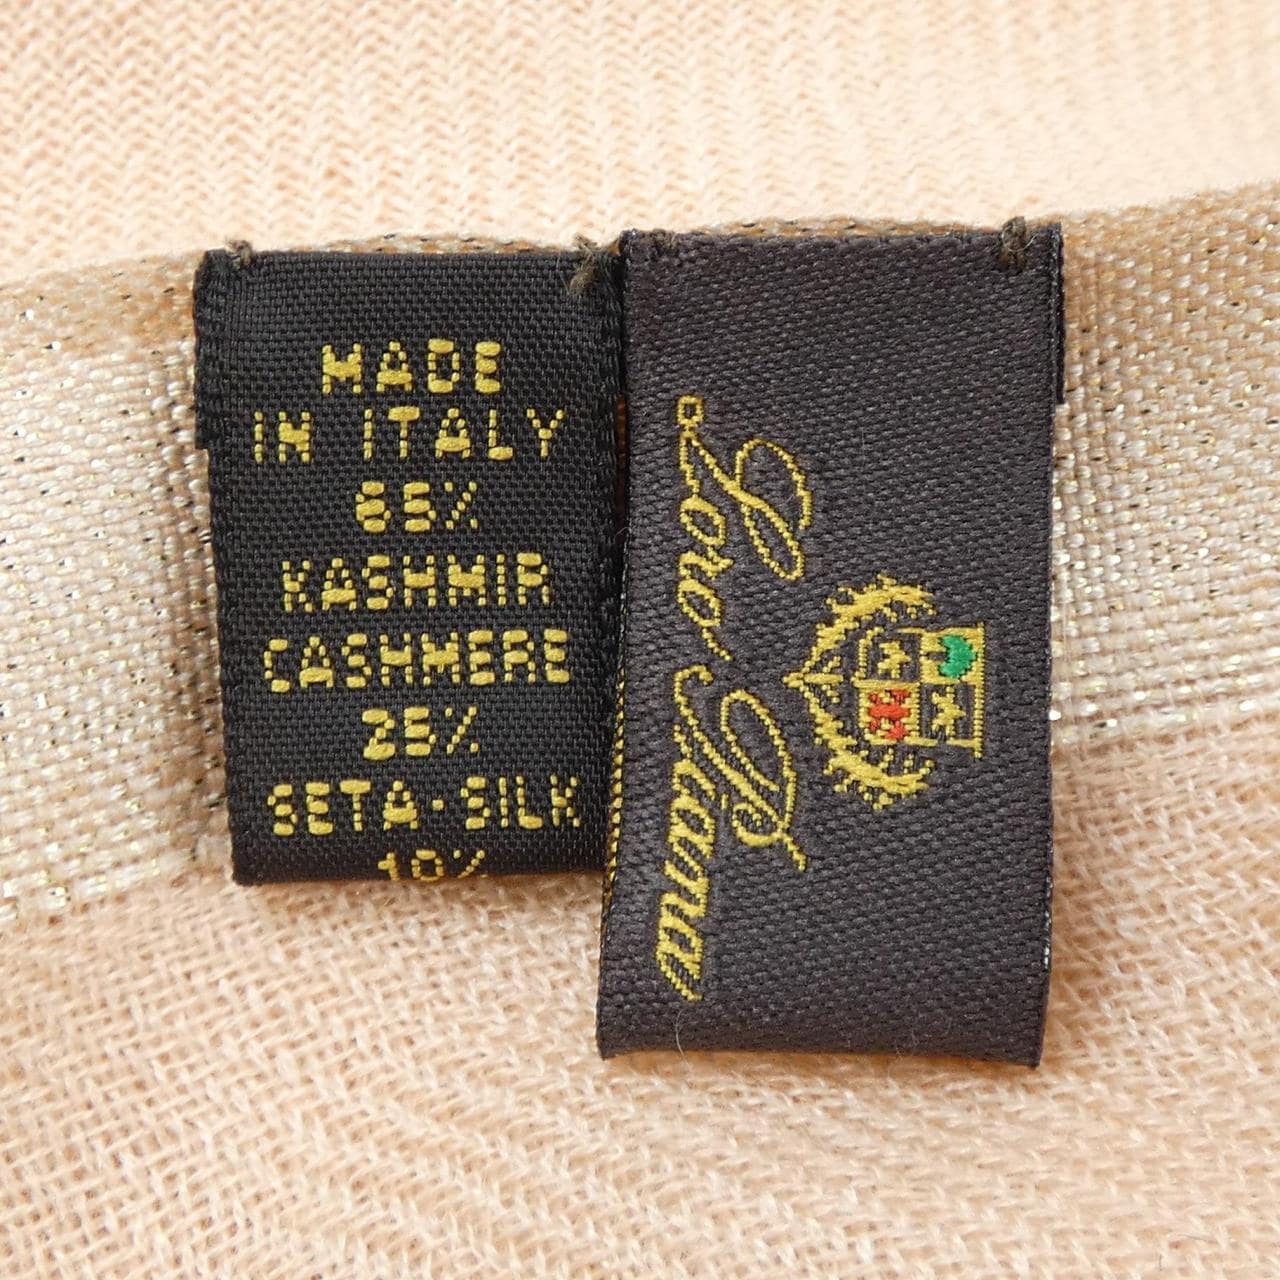 MADE
IN ITALY
65%
KASHMIR
CASHMERE
25%
SETA-SILK
10%
Loro Piana